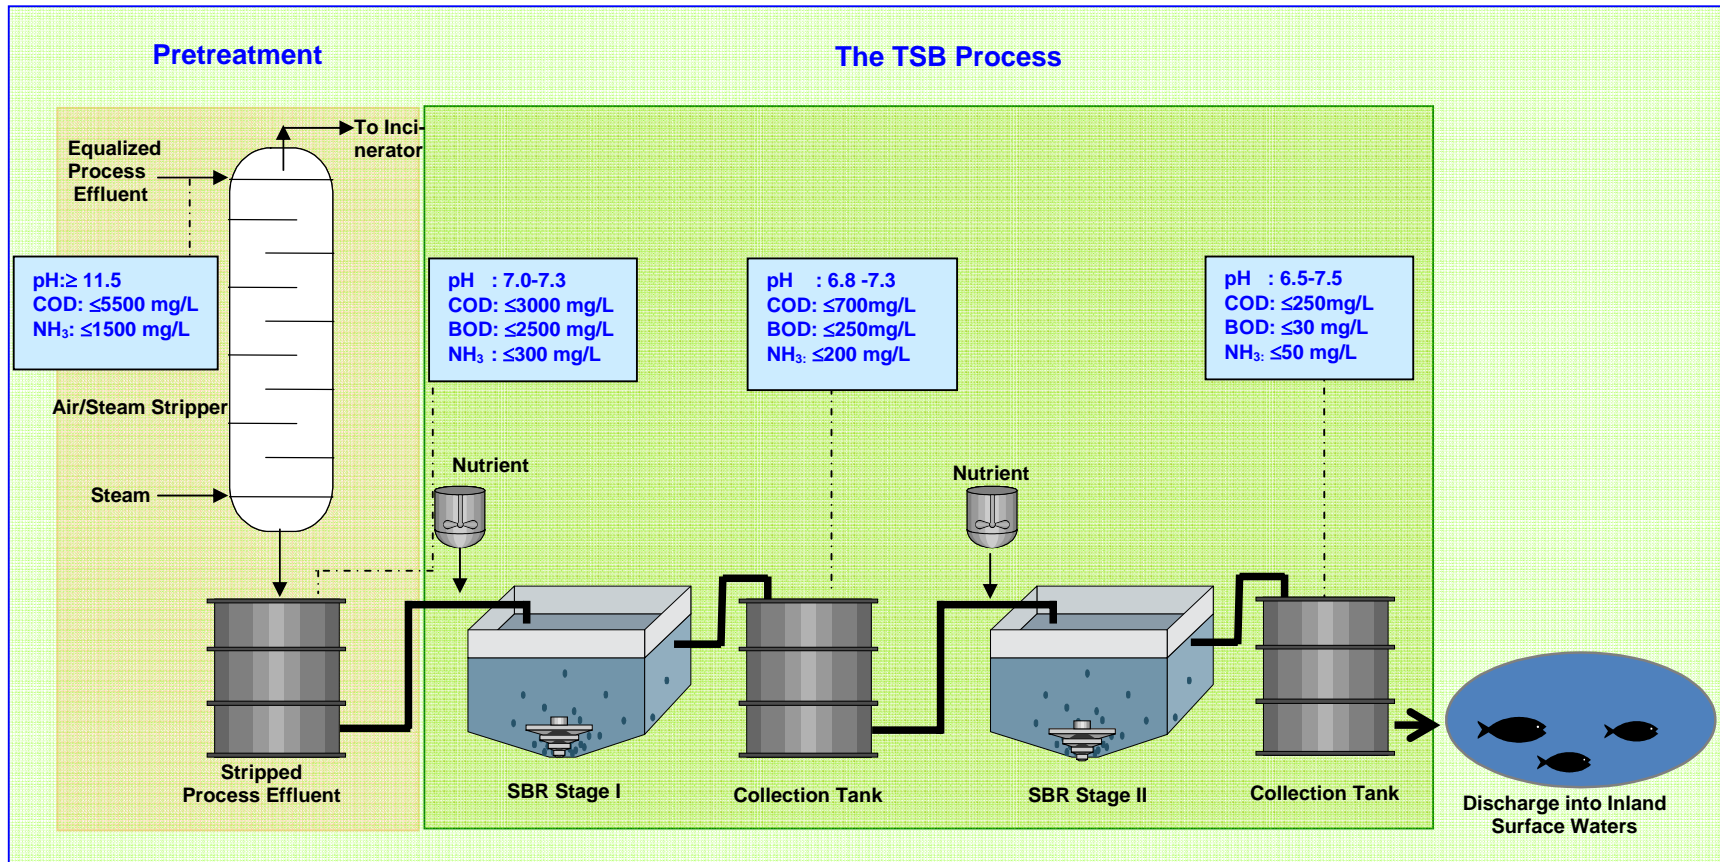 Pretreatment
The TSB Process
To Inci-
nerator
Equalized
Process
Effluent
pH:≥ 11.5
COD: ≤5500 mg/L
NH₃: ≤1500 mg/L
pH : 7.0-7.3
COD: ≤3000 mg/L
BOD: ≤2500 mg/L
NH₃ : ≤300 mg/L
pH : 6.8 -7.3
COD: ≤700mg/L
BOD: ≤250mg/L
NH₃: ≤200 mg/L
pH : 6.5-7.5
COD: ≤250mg/L
BOD: ≤30 mg/L
NH₃: ≤50 mg/L
Air/Steam Stripper
Steam
Nutrient
Nutrient
Stripped
Process Effluent
SBR Stage I
Collection Tank
SBR Stage II
Collection Tank
Discharge into Inland
Surface Waters